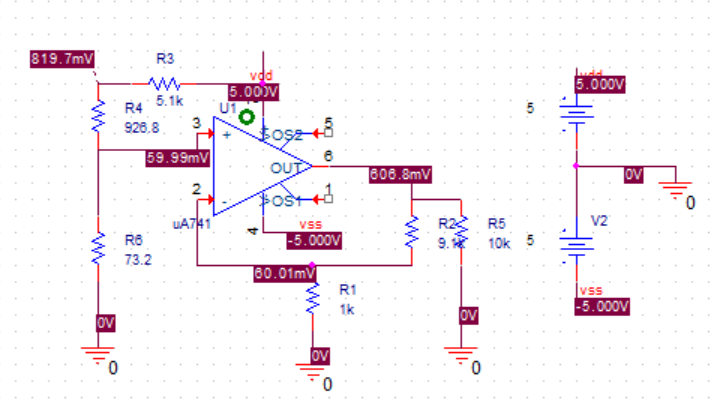 819.7mV
R3
5.1k
vdd
5.000V
R4
926.8
U1
3
+
OS2
5
59.99mV
OUT
6
606.8mV
2
-
OS1
1
uA741
4
vss
-5.000V
R6
73.2
60.01mV
R2
9.1k
R5
10k
R1
1k
0V
0
0V
0
0V
0
vdd
5.000V
5
0V
0
V2
5
vss
-5.000V